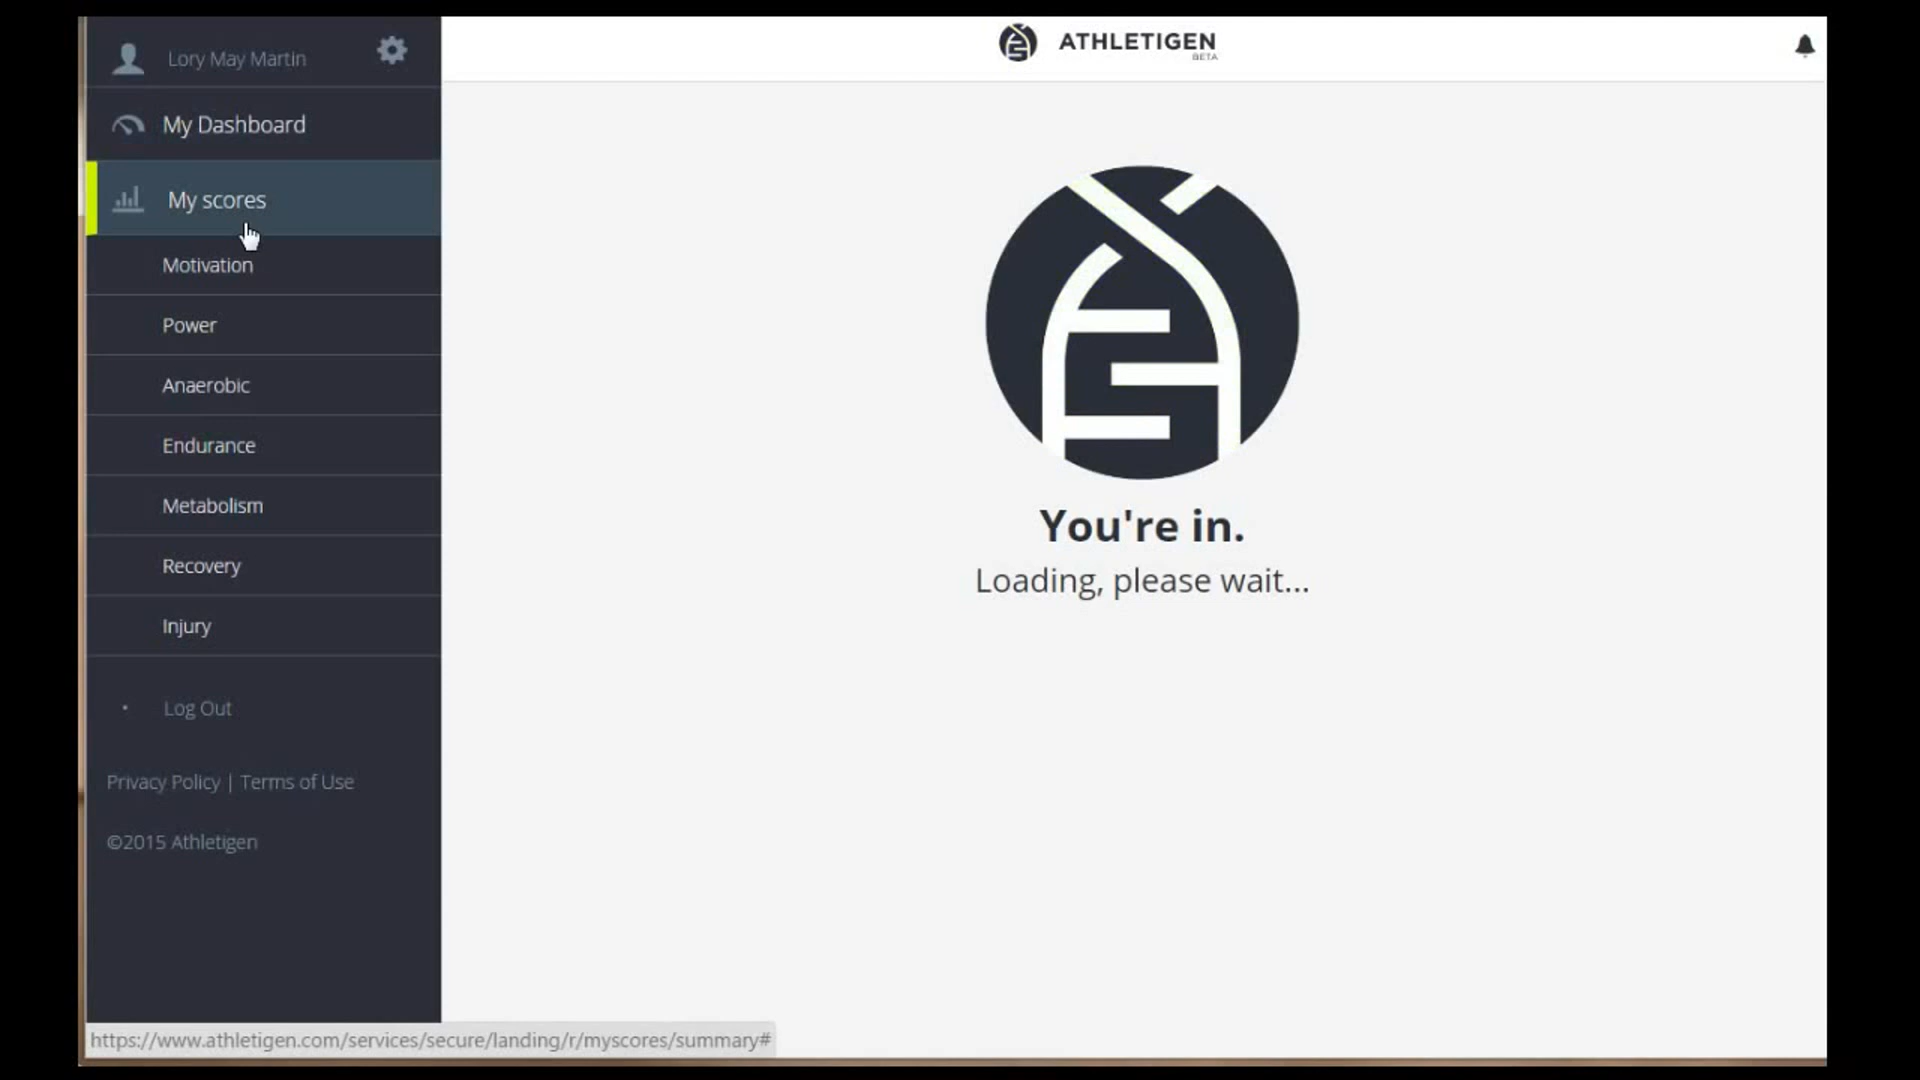 Lory May Martin
ATHLETIGEN
BETA
My Dashboard
My scores
Motivation
Power
Anaerobic
Endurance
Metabolism
Recovery
Injury
Log Out
Privacy Policy | Terms of Use
©2015 Athletigen
You're in.
Loading, please wait...
https://www.athletigen.com/services/secure/landing/r/myscores/summary#